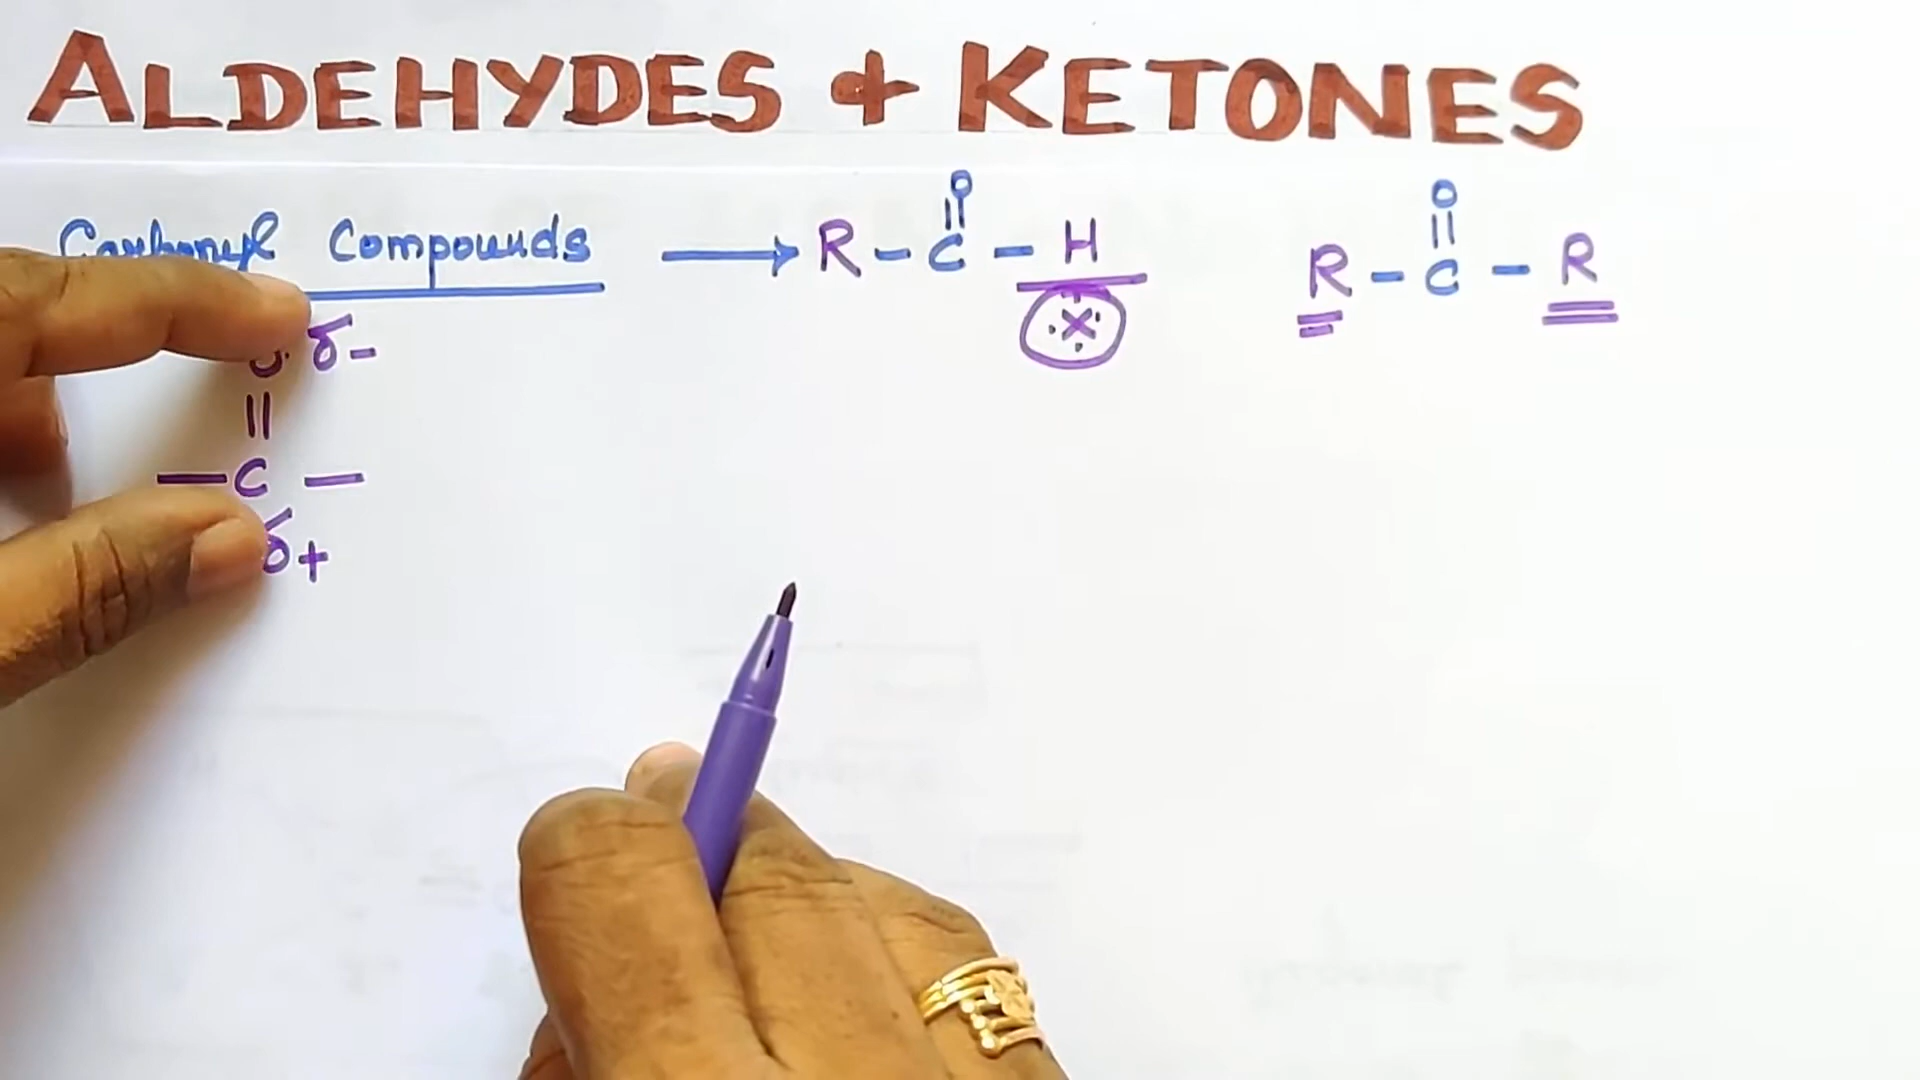 ALDEHYDES + KETONES
Carbonyl Compounds → R - C - H R - C - R
O O
|| ||
X
δ-
||
— C —
δ+